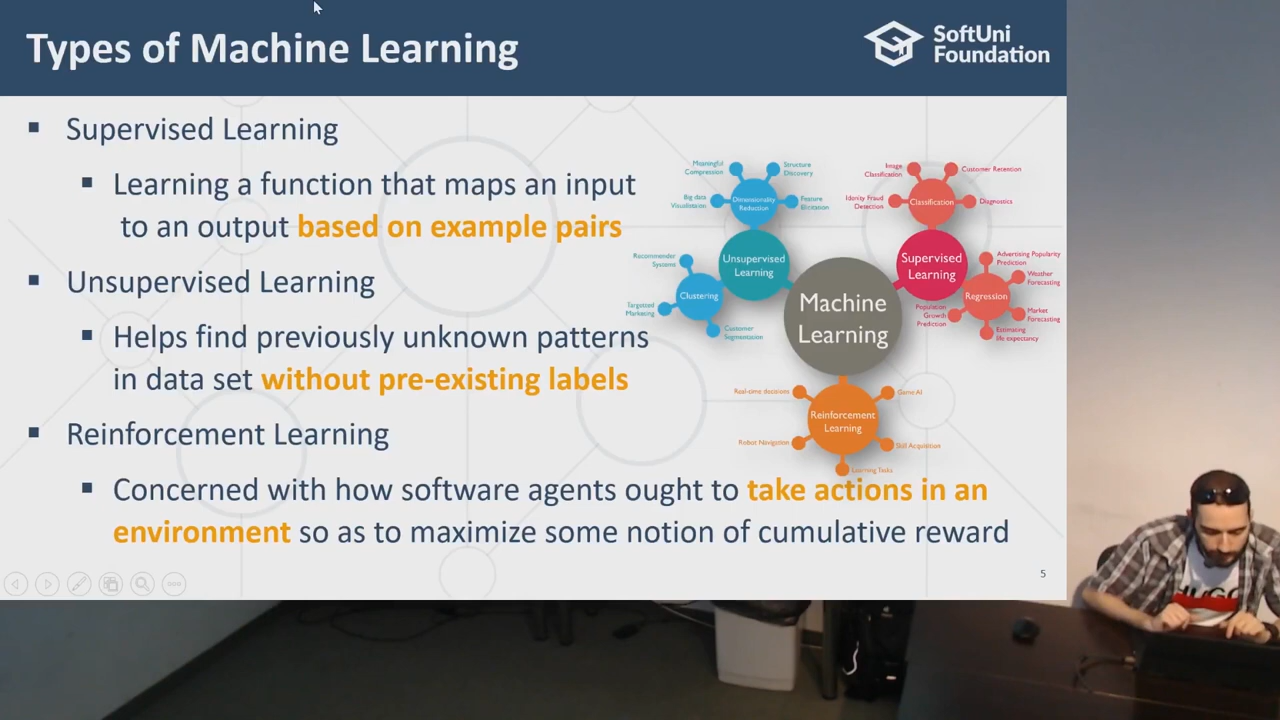 Types of Machine Learning
SoftUni
Foundation
▪ Supervised Learning
▪ Learning a function that maps an input
to an output based on example pairs
▪ Unsupervised Learning
▪ Helps find previously unknown patterns
in data set without pre-existing labels
▪ Reinforcement Learning
▪ Concerned with how software agents ought to take actions in an
environment so as to maximize some notion of cumulative reward
Meaningful
Compression
Structure
Discovery
Big data
Visualisation
Dimensionality
Reduction
Feature
Elicitation
Recommender
Systems
Unsupervised
Learning
Clustering
Targeted
Marketing
Customer
Segmentation
Machine
Learning
Image
Classification
Customer Retention
Identity Fraud
Detection
Classification
Diagnostics
Supervised
Learning
Advertising Popularity
Prediction
Weather
Forecasting
Regression
Population
Growth
Prediction
Market
Forecasting
Estimating
life expectancy
Real-time decisions
Game AI
Reinforcement
Learning
Robot Navigation
Skill Acquisition
Learning Tasks
5